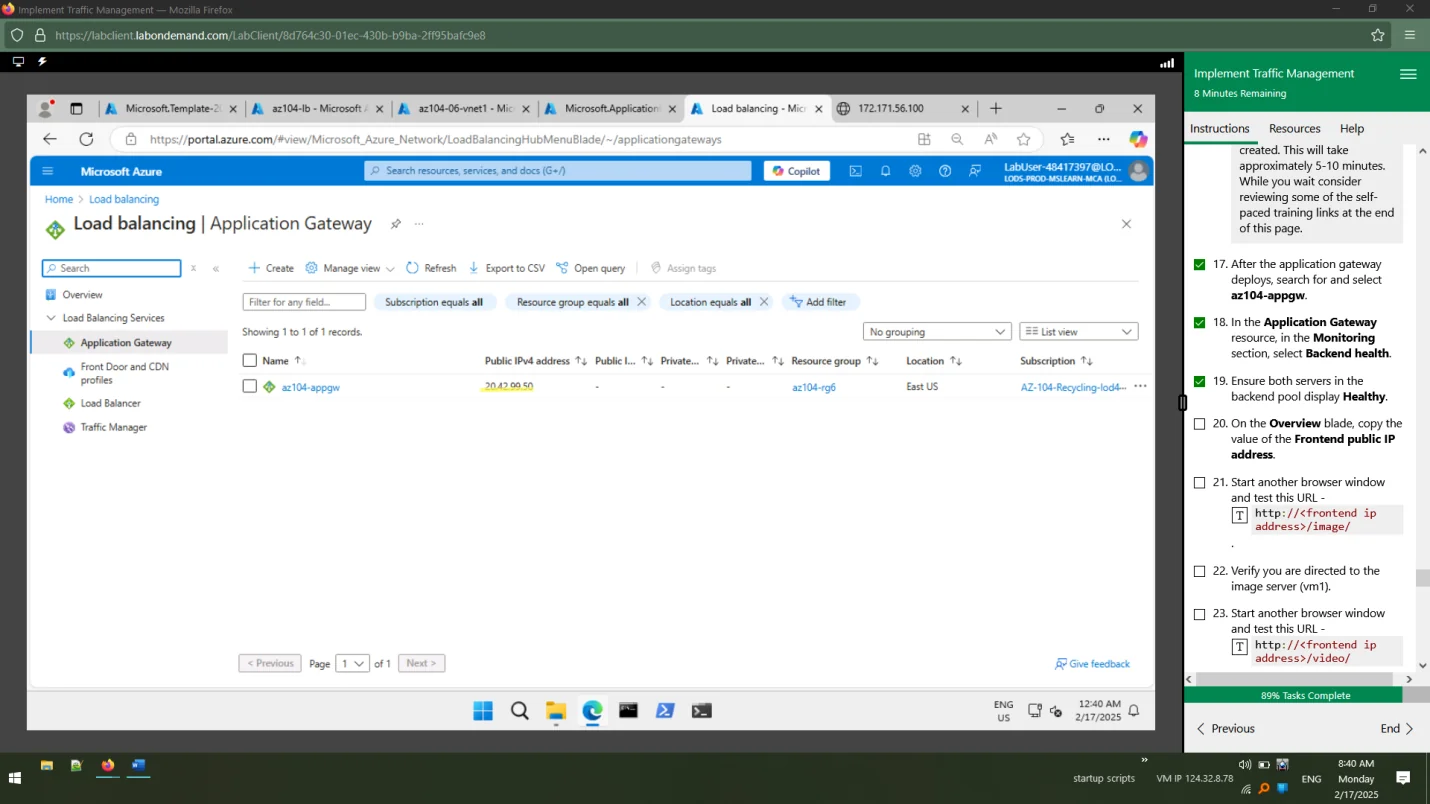 Implement Traffic Management — Mozilla Firefox
https://labclient.labondemand.com/LabClient/8d764c30-01ec-430b-b9ba-2ff95bafc9e8
Microsoft.Template-2
az104-lb - Microsoft A
az104-06-vnet1 - Mic
Microsoft.Application
Load balancing - Micr
172.171.56.100
https://portal.azure.com/#view/Microsoft_Azure_Network/LoadBalancingHubMenuBlade/~/applicationgateways
Microsoft Azure
Search resources, services, and docs (G+/)
Copilot
LabUser-48417397@LO...
LODS-PROD-MSLEARN-MCA (LO...
Home > Load balancing
Load balancing | Application Gateway
Search
Create
Manage view
Refresh
Export to CSV
Open query
Assign tags
Overview
Load Balancing Services
Application Gateway
Front Door and CDN
profiles
Load Balancer
Traffic Manager
Filter for any field...
Subscription equals all
Resource group equals all
Location equals all
Add filter
Showing 1 to 1 of 1 records.
No grouping
List view
Name
Public IPv4 address
Public I...
Private...
Private...
Resource group
Location
Subscription
az104-appgw
20.42.99.50
-
-
-
-
az104-rg6
East US
AZ-104-Recycling-lod4...
< Previous
Page
1
of 1
Next >
Give feedback
ENG
US
12:40 AM
2/17/2025
Implement Traffic Management
8 Minutes Remaining
Instructions
Resources
Help
created. This will take
approximately 5-10 minutes.
While you wait consider
reviewing some of the self-
paced training links at the end
of this page.
17. After the application gateway
deploys, search for and select
az104-appgw.
18. In the Application Gateway
resource, in the Monitoring
section, select Backend health.
19. Ensure both servers in the
backend pool display Healthy.
20. On the Overview blade, copy the
value of the Frontend public IP
address.
21. Start another browser window
and test this URL -
T
http://<frontend ip
address>/image/
.
22. Verify you are directed to the
image server (vm1).
23. Start another browser window
and test this URL -
T
http://<frontend ip
address>/video/
89% Tasks Complete
Previous
End
startup scripts
VM IP 124.32.8.78
ENG
8:40 AM
Monday
2/17/2025